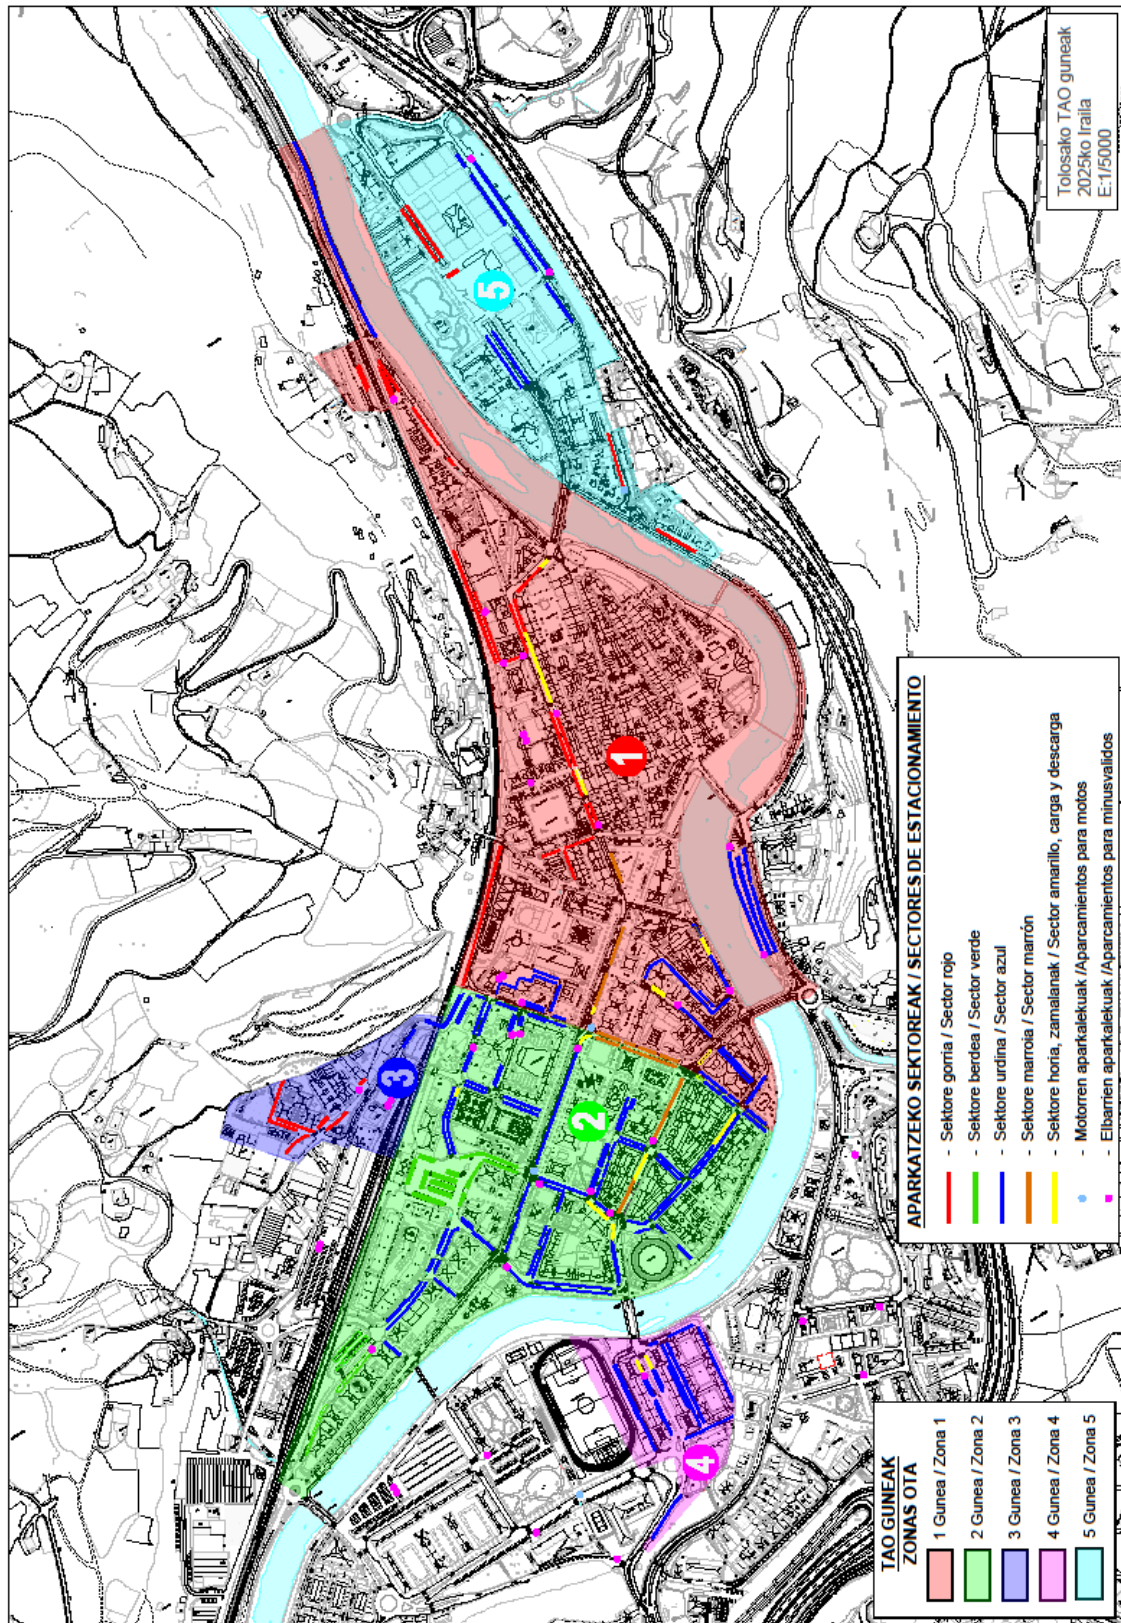 Tolosako TAO guneak
2025ko Iraila
E:1/5000
5
3
1
2
4
APARKATZEKO SEKTOREAK / SECTORES DE ESTACIONAMIENTO
- Sektore gorria / Sector rojo
- Sektore berdea / Sector verde
- Sektore urdina / Sector azul
- Sektore marroia / Sector marrón
- Sektore horia, zamalanak / Sector amarillo, carga y descarga
- Motorren aparkalekuak /Aparcamientos para motos
- Elbarrien aparkalekuak /Aparcamientos para minusvalidos
TAO GUNEAK
ZONAS OTA
1 Gunea / Zona 1
2 Gunea / Zona 2
3 Gunea / Zona 3
4 Gunea / Zona 4
5 Gunea / Zona 5